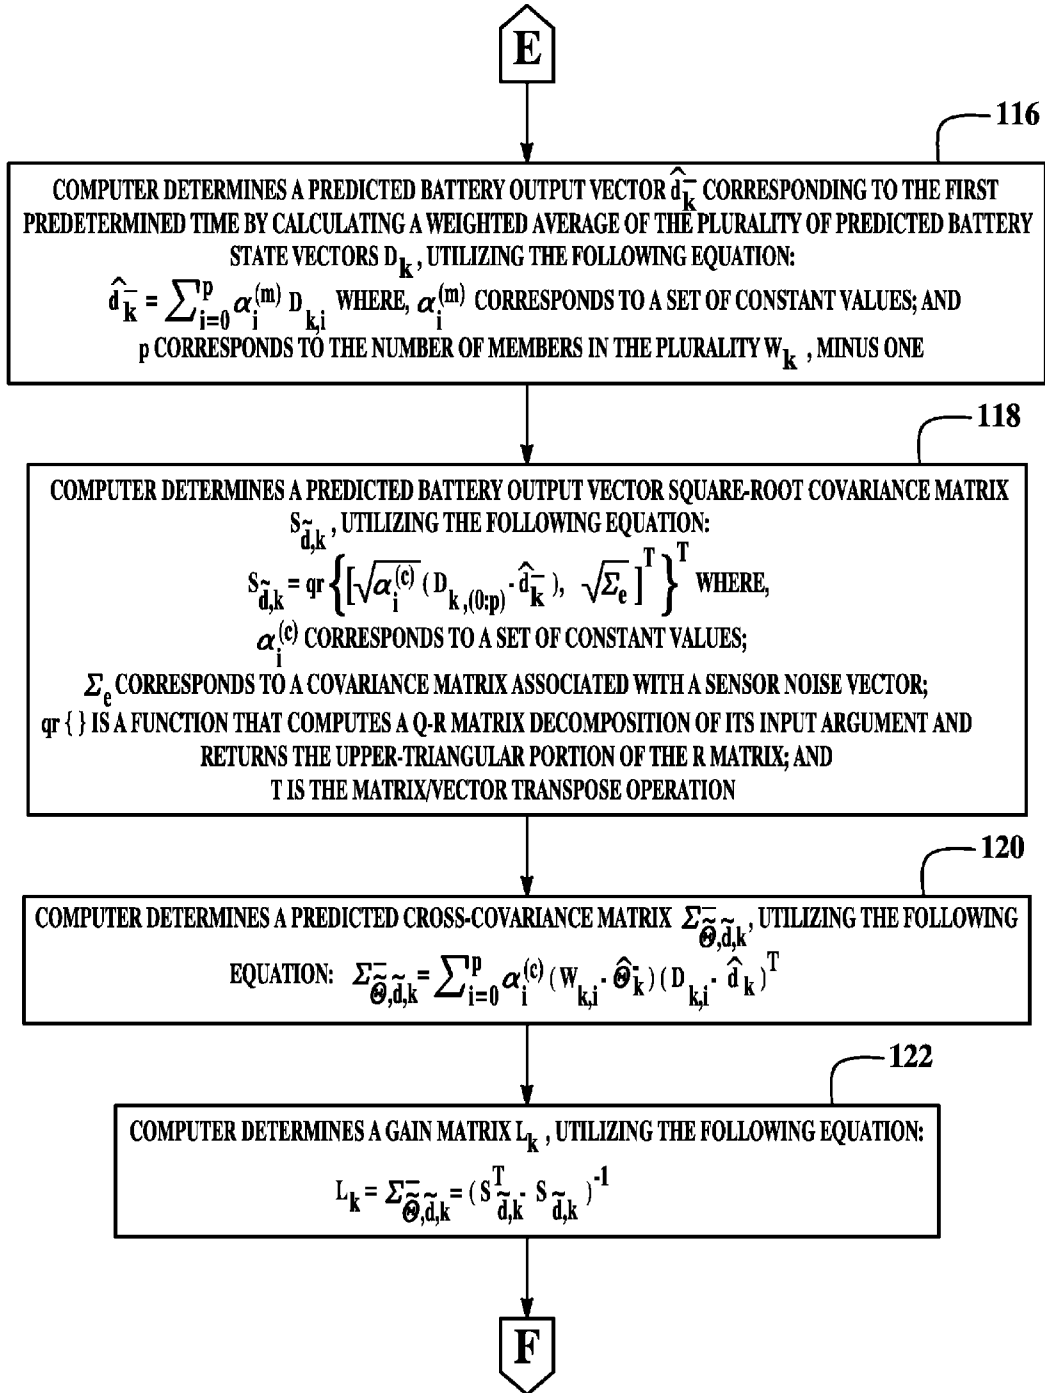 E
116
COMPUTER DETERMINES A PREDICTED BATTERY OUTPUT VECTOR d̂k̄ CORRESPONDING TO THE FIRST
PREDETERMINED TIME BY CALCULATING A WEIGHTED AVERAGE OF THE PLURALITY OF PREDICTED BATTERY
STATE VECTORS Dk , UTILIZING THE FOLLOWING EQUATION:
d̂k̄ = ∑ᵖi=0 αi(m) Dk,i WHERE, αi(m) CORRESPONDS TO A SET OF CONSTANT VALUES; AND
p CORRESPONDS TO THE NUMBER OF MEMBERS IN THE PLURALITY Wk , MINUS ONE
118
COMPUTER DETERMINES A PREDICTED BATTERY OUTPUT VECTOR SQUARE-ROOT COVARIANCE MATRIX
Sd̃,k , UTILIZING THE FOLLOWING EQUATION:
Sd̃,k = qr{[√αi(c) (Dk,(0:p) - d̂k̄ ), √Σe ]ᵀ}ᵀ WHERE,
αi(c) CORRESPONDS TO A SET OF CONSTANT VALUES;
Σe CORRESPONDS TO A COVARIANCE MATRIX ASSOCIATED WITH A SENSOR NOISE VECTOR;
qr { } IS A FUNCTION THAT COMPUTES A Q-R MATRIX DECOMPOSITION OF ITS INPUT ARGUMENT AND
RETURNS THE UPPER-TRIANGULAR PORTION OF THE R MATRIX; AND
T IS THE MATRIX/VECTOR TRANSPOSE OPERATION
120
COMPUTER DETERMINES A PREDICTED CROSS-COVARIANCE MATRIX Σ⁻Θ̃,d̃,k, UTILIZING THE FOLLOWING
EQUATION: Σ⁻Θ̃,d̃,k = ∑ᵖi=0 αi(c) (Wk,i - Θ̂k̄ ) (Dk,i - d̂k )ᵀ
122
COMPUTER DETERMINES A GAIN MATRIX Lk , UTILIZING THE FOLLOWING EQUATION:
Lk = Σ⁻Θ̃,d̃,k = (Sᵀd̃,k - Sd̃,k )⁻¹
F